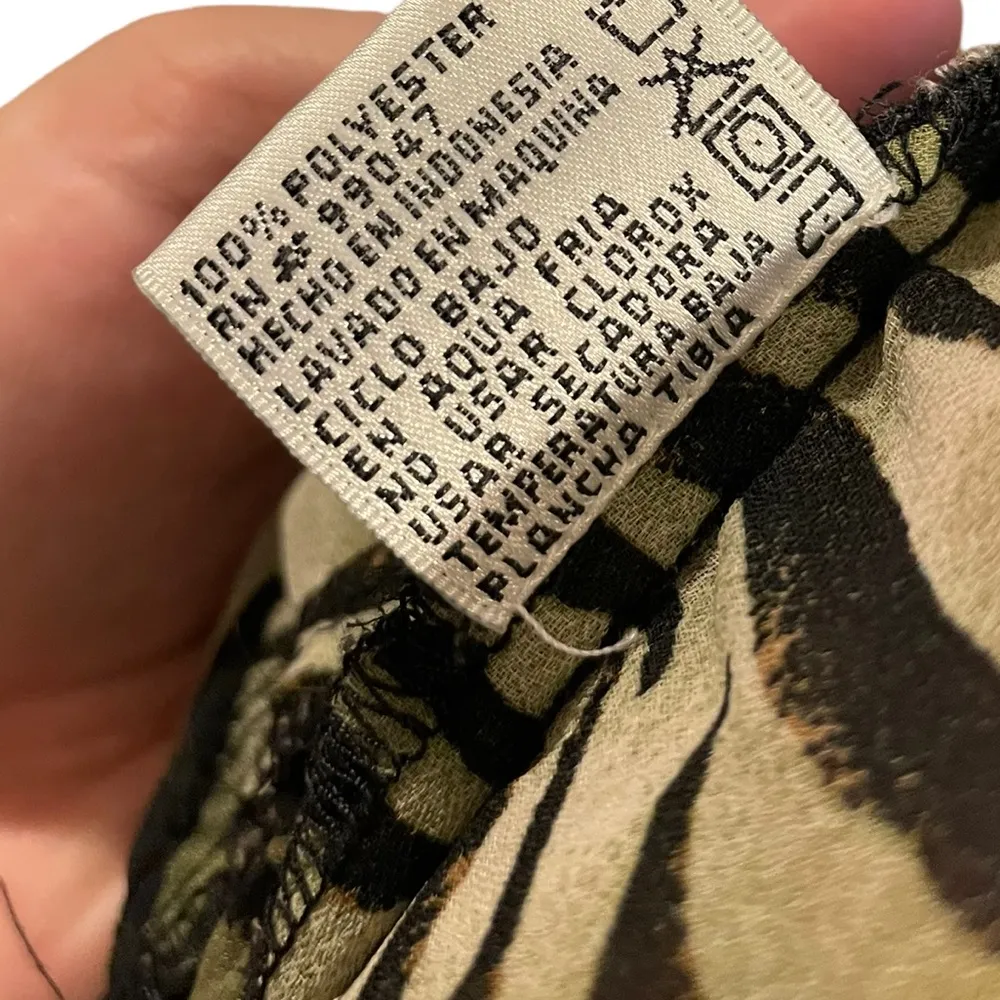 100% POLYESTER
RN # 99047
HECHO EN INDONESIA
LAVADO EN MAQUINA
CICLO BAJO
EN AQUA FRIA
NO USAR CLOROX
USAR SECADORA
TEMPERATURA BAJA
PLANCHA TIBIA